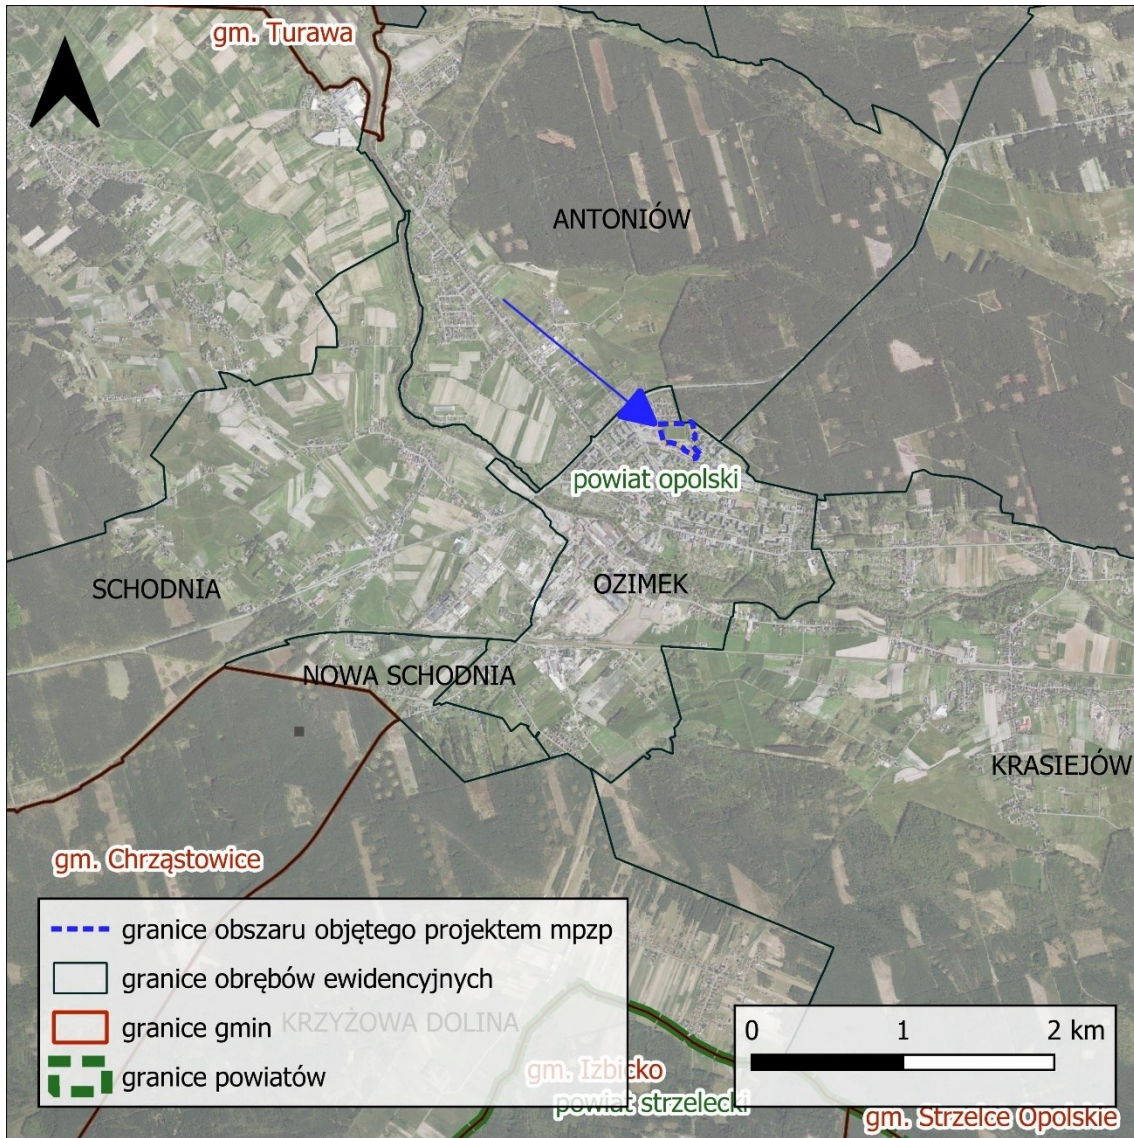 gm. Turawa
ANTONIÓW
powiat opolski
SCHODNIA
OZIMEK
NOWA SCHODNIA
KRASIEJÓW
gm. Chrząstowice
granice obszaru objętego projektem mpzp
granice obrębów ewidencyjnych
granice gmin
KRZYŻOWA DOLINA
granice powiatów
0 1 2 km
gm. Izbicko
powiat strzelecki
gm. Strzelce Opolskie